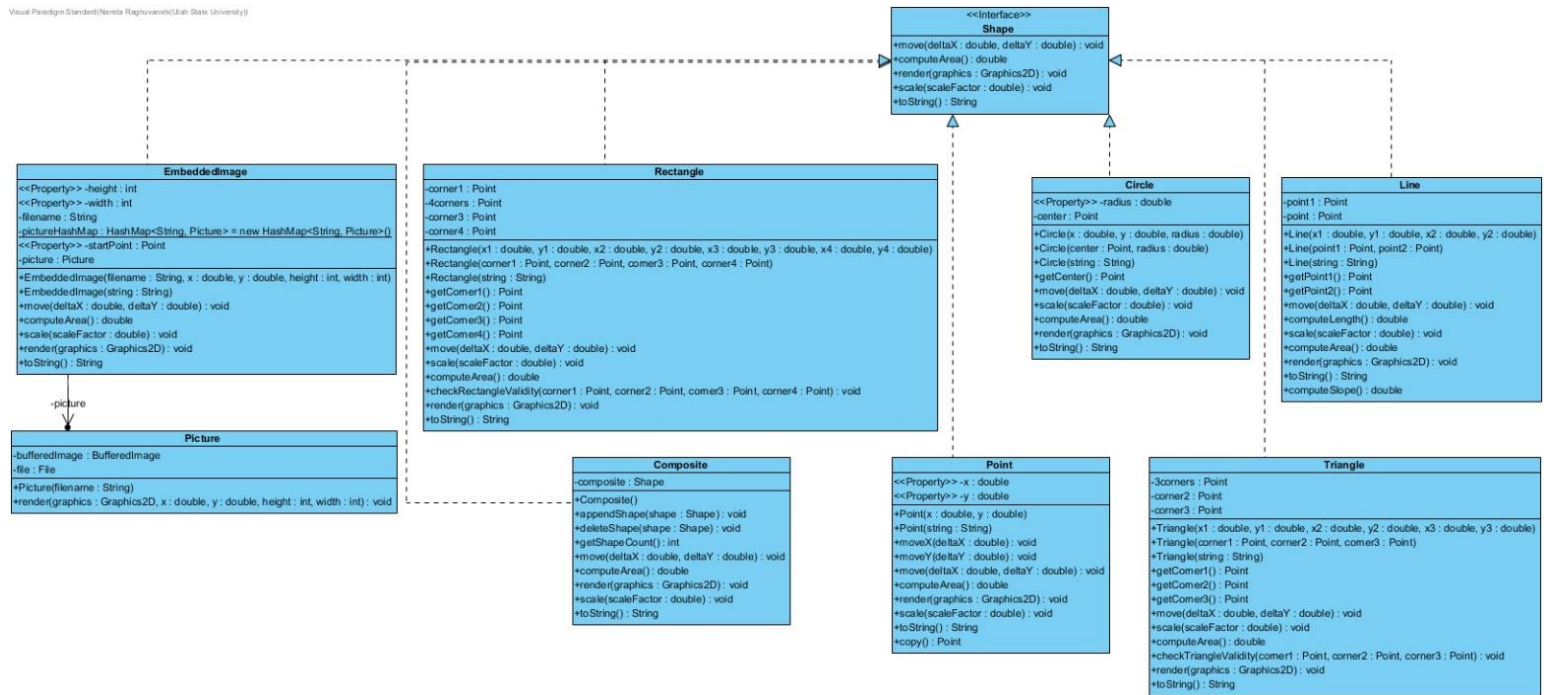 Visual Paradigm Standard(Namita Raghuvanshi(Utah State University))
<<Interface>>
Shape
+move(deltaX : double, deltaY : double) : void
+computeArea() : double
+render(graphics : Graphics2D) : void
+scale(scaleFactor : double) : void
+toString() : String
EmbeddedImage
<<Property>> -height : int
<<Property>> -width : int
-filename : String
-pictureHashMap : HashMap<String, Picture> = new HashMap<String, Picture>()
<<Property>> -startPoint : Point
-picture : Picture
+EmbeddedImage(filename : String, x : double, y : double, height : int, width : int)
+EmbeddedImage(string : String)
+move(deltaX : double, deltaY : double) : void
+computeArea() : double
+scale(scaleFactor : double) : void
+render(graphics : Graphics2D) : void
+toString() : String
-picture
Picture
-bufferedImage : BufferedImage
-file : File
+Picture(filename : String)
+render(graphics : Graphics2D, x : double, y : double, height : int, width : int) : void
Rectangle
-corner1 : Point
-4corners : Point
-corner3 : Point
-corner4 : Point
+Rectangle(x1 : double, y1 : double, x2 : double, y2 : double, x3 : double, y3 : double, x4 : double, y4 : double)
+Rectangle(corner1 : Point, corner2 : Point, corner3 : Point, corner4 : Point)
+Rectangle(string : String)
+getCorner1() : Point
+getCorner2() : Point
+getCorner3() : Point
+getCorner4() : Point
+move(deltaX : double, deltaY : double) : void
+scale(scaleFactor : double) : void
+computeArea() : double
+checkRectangleValidity(corner1 : Point, corner2 : Point, corner3 : Point, corner4 : Point) : void
+render(graphics : Graphics2D) : void
+toString() : String
Circle
<<Property>> -radius : double
-center : Point
+Circle(x : double, y : double, radius : double)
+Circle(center : Point, radius : double)
+Circle(string : String)
+getCenter() : Point
+move(deltaX : double, deltaY : double) : void
+scale(scaleFactor : double) : void
+computeArea() : double
+render(graphics : Graphics2D) : void
+toString() : String
Line
-point1 : Point
-point : Point
+Line(x1 : double, y1 : double, x2 : double, y2 : double)
+Line(point1 : Point, point2 : Point)
+Line(string : String)
+getPoint1() : Point
+getPoint2() : Point
+move(deltaX : double, deltaY : double) : void
+computeLength() : double
+scale(scaleFactor : double) : void
+computeArea() : double
+render(graphics : Graphics2D) : void
+toString() : String
+computeSlope() : double
Composite
-composite : Shape
+Composite()
+appendShape(shape : Shape) : void
+deleteShape(shape : Shape) : void
+getShapeCount() : int
+move(deltaX : double, deltaY : double) : void
+computeArea() : double
+render(graphics : Graphics2D) : void
+scale(scaleFactor : double) : void
+toString() : String
Point
<<Property>> -x : double
<<Property>> -y : double
+Point(x : double, y : double)
+Point(string : String)
+moveX(deltaX : double) : void
+moveY(deltaY : double) : void
+move(deltaX : double, deltaY : double) : void
+computeArea() : double
+render(graphics : Graphics2D) : void
+scale(scaleFactor : double) : void
+toString() : String
+copy() : Point
Triangle
-3corners : Point
-corner2 : Point
-corner3 : Point
+Triangle(x1 : double, y1 : double, x2 : double, y2 : double, x3 : double, y3 : double)
+Triangle(corner1 : Point, corner2 : Point, corner3 : Point)
+Triangle(string : String)
+getCorner1() : Point
+getCorner2() : Point
+getCorner3() : Point
+move(deltaX : double, deltaY : double) : void
+scale(scaleFactor : double) : void
+computeArea() : double
+checkTriangleValidity(corner1 : Point, corner2 : Point, corner3 : Point) : void
+render(graphics : Graphics2D) : void
+toString() : String